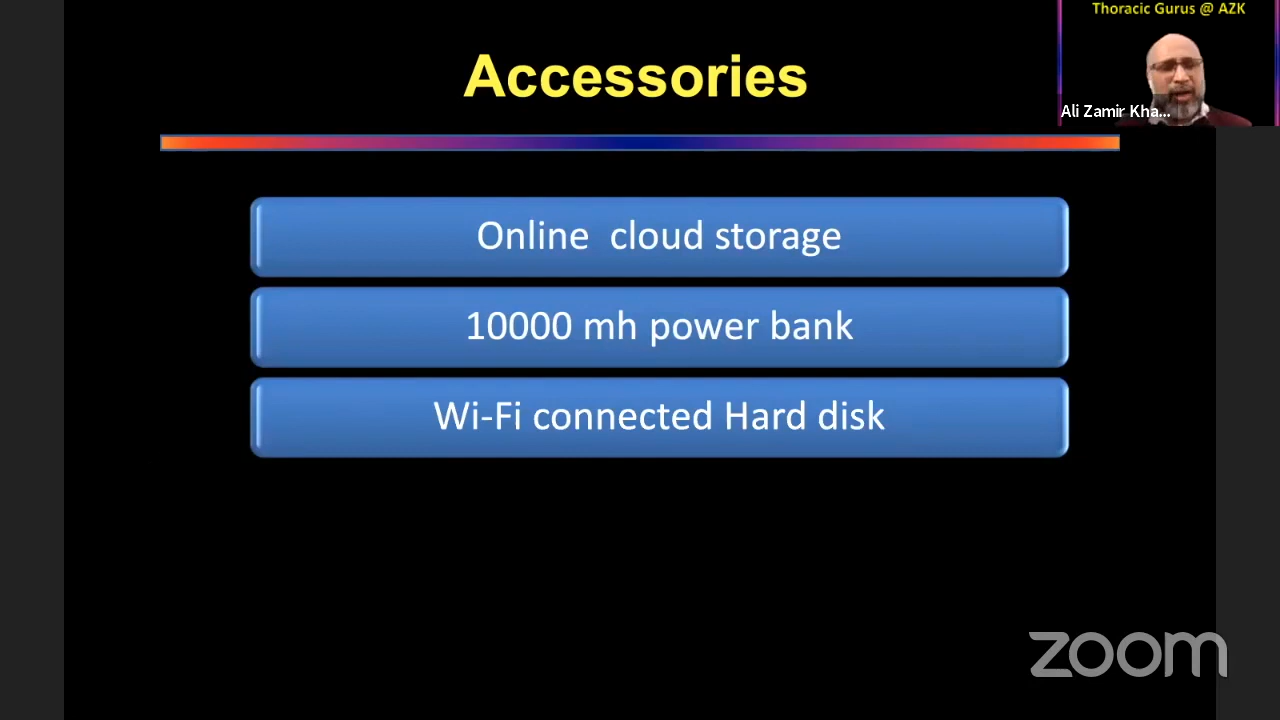 Thoracic Gurus @ AZK
Accessories
Ali Zamir Kha...
Online cloud storage
10000 mh power bank
Wi-Fi connected Hard disk
zoom